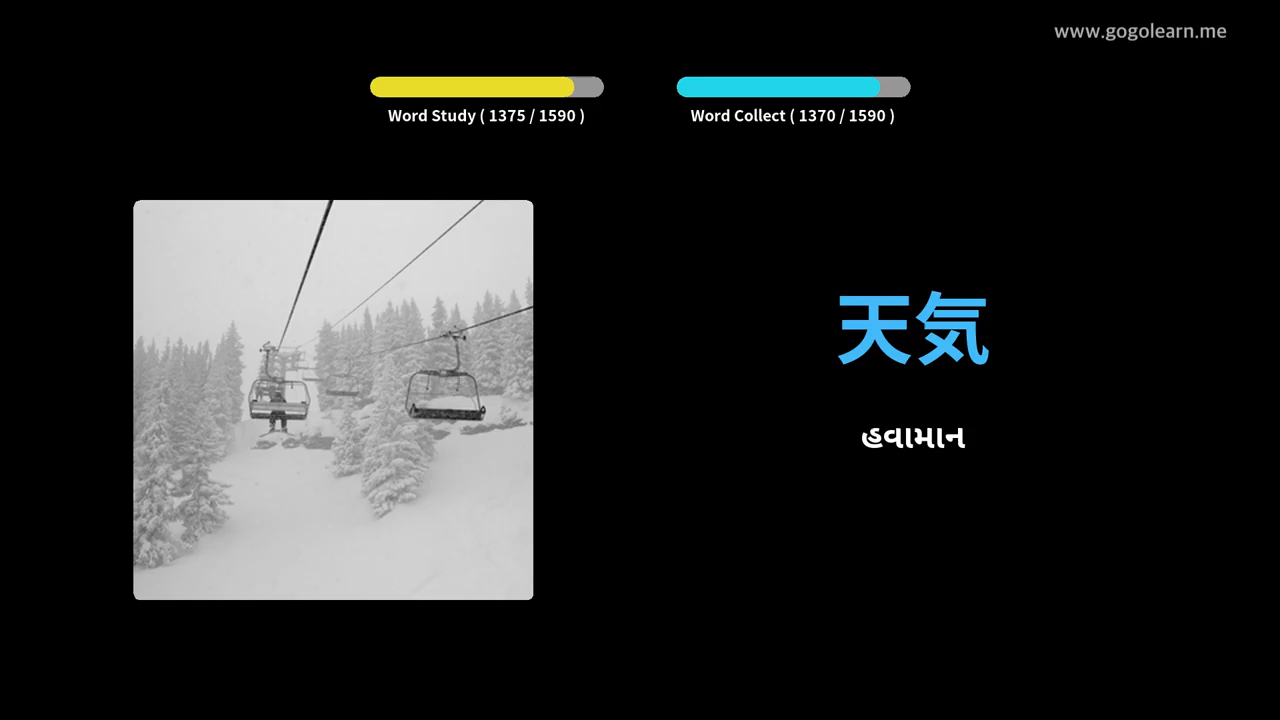 www.gogolearn.me
Word Study ( 1375 / 1590 )
Word Collect ( 1370 / 1590 )
天気
હવામાન